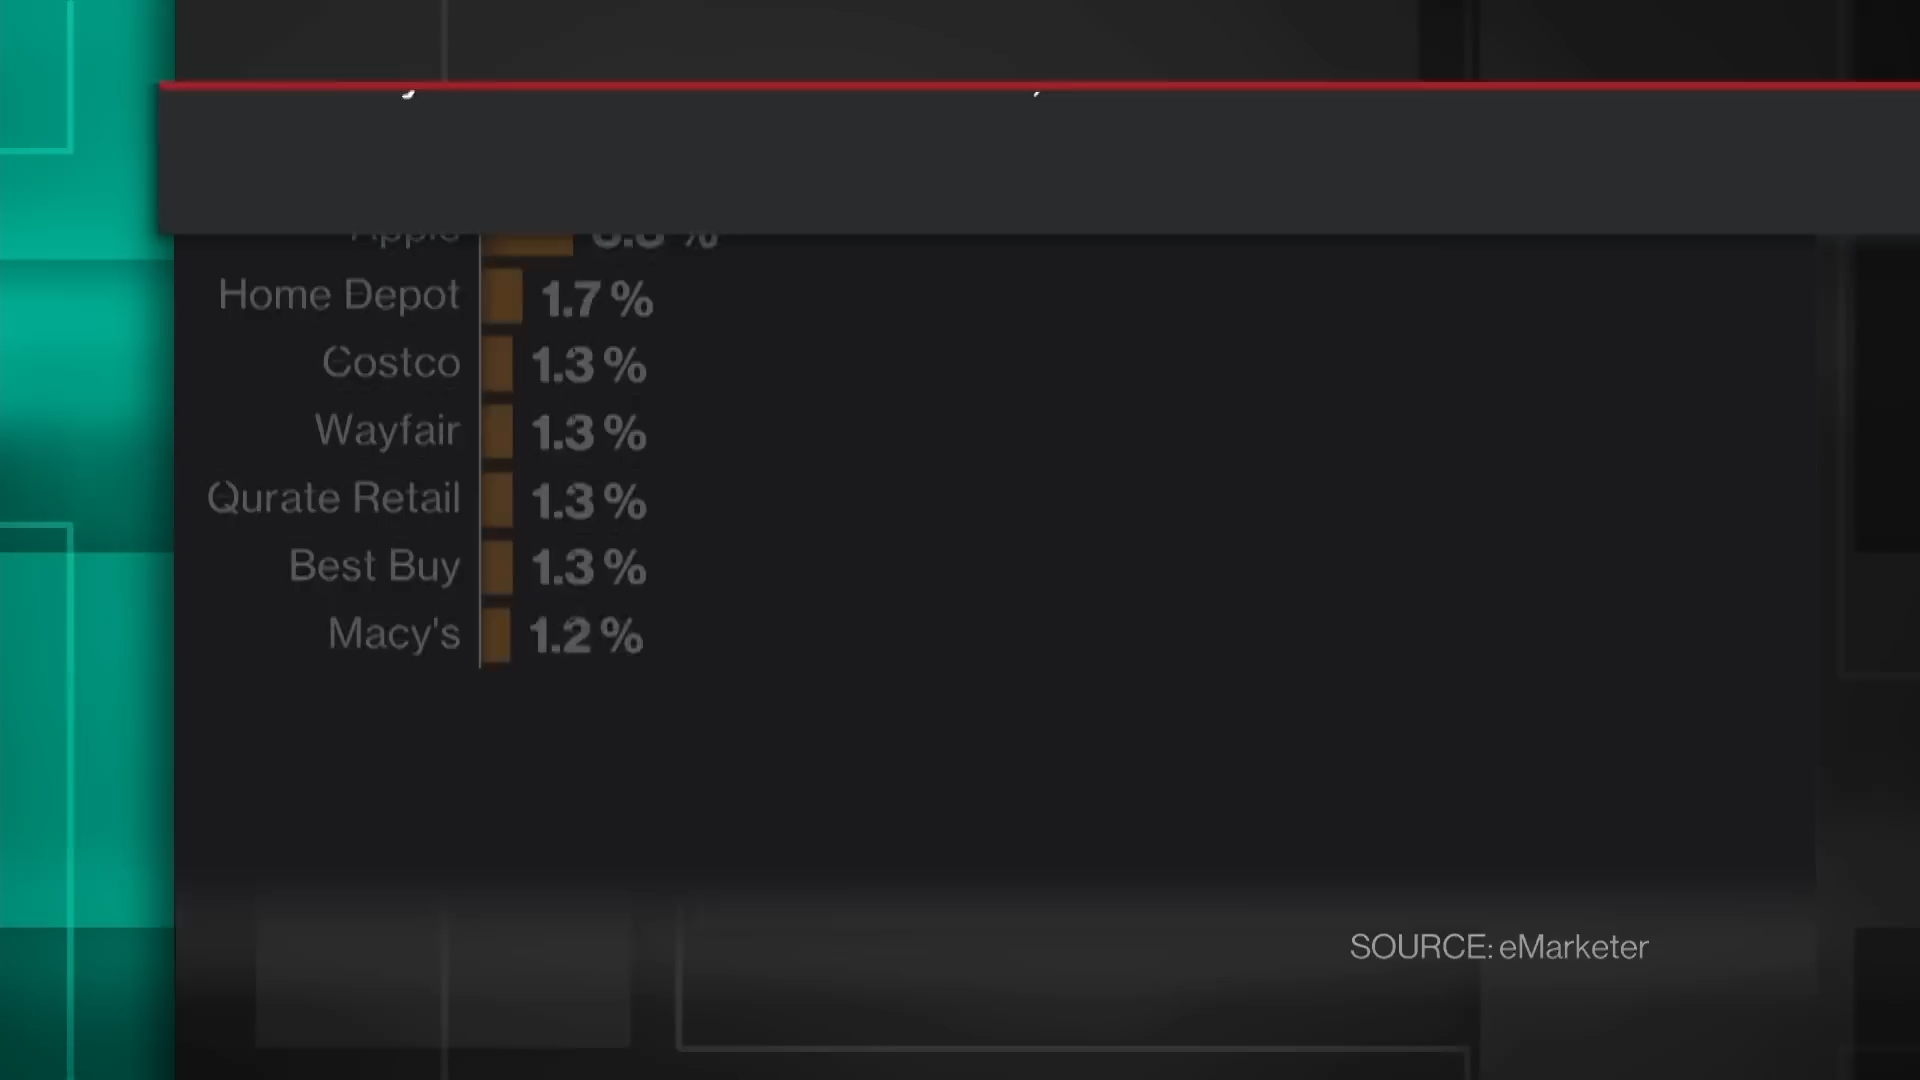 Apple
Home Depot 1.7 %
Costco 1.3 %
Wayfair 1.3 %
Qurate Retail 1.3 %
Best Buy 1.3 %
Macy's 1.2 %
SOURCE: eMarketer